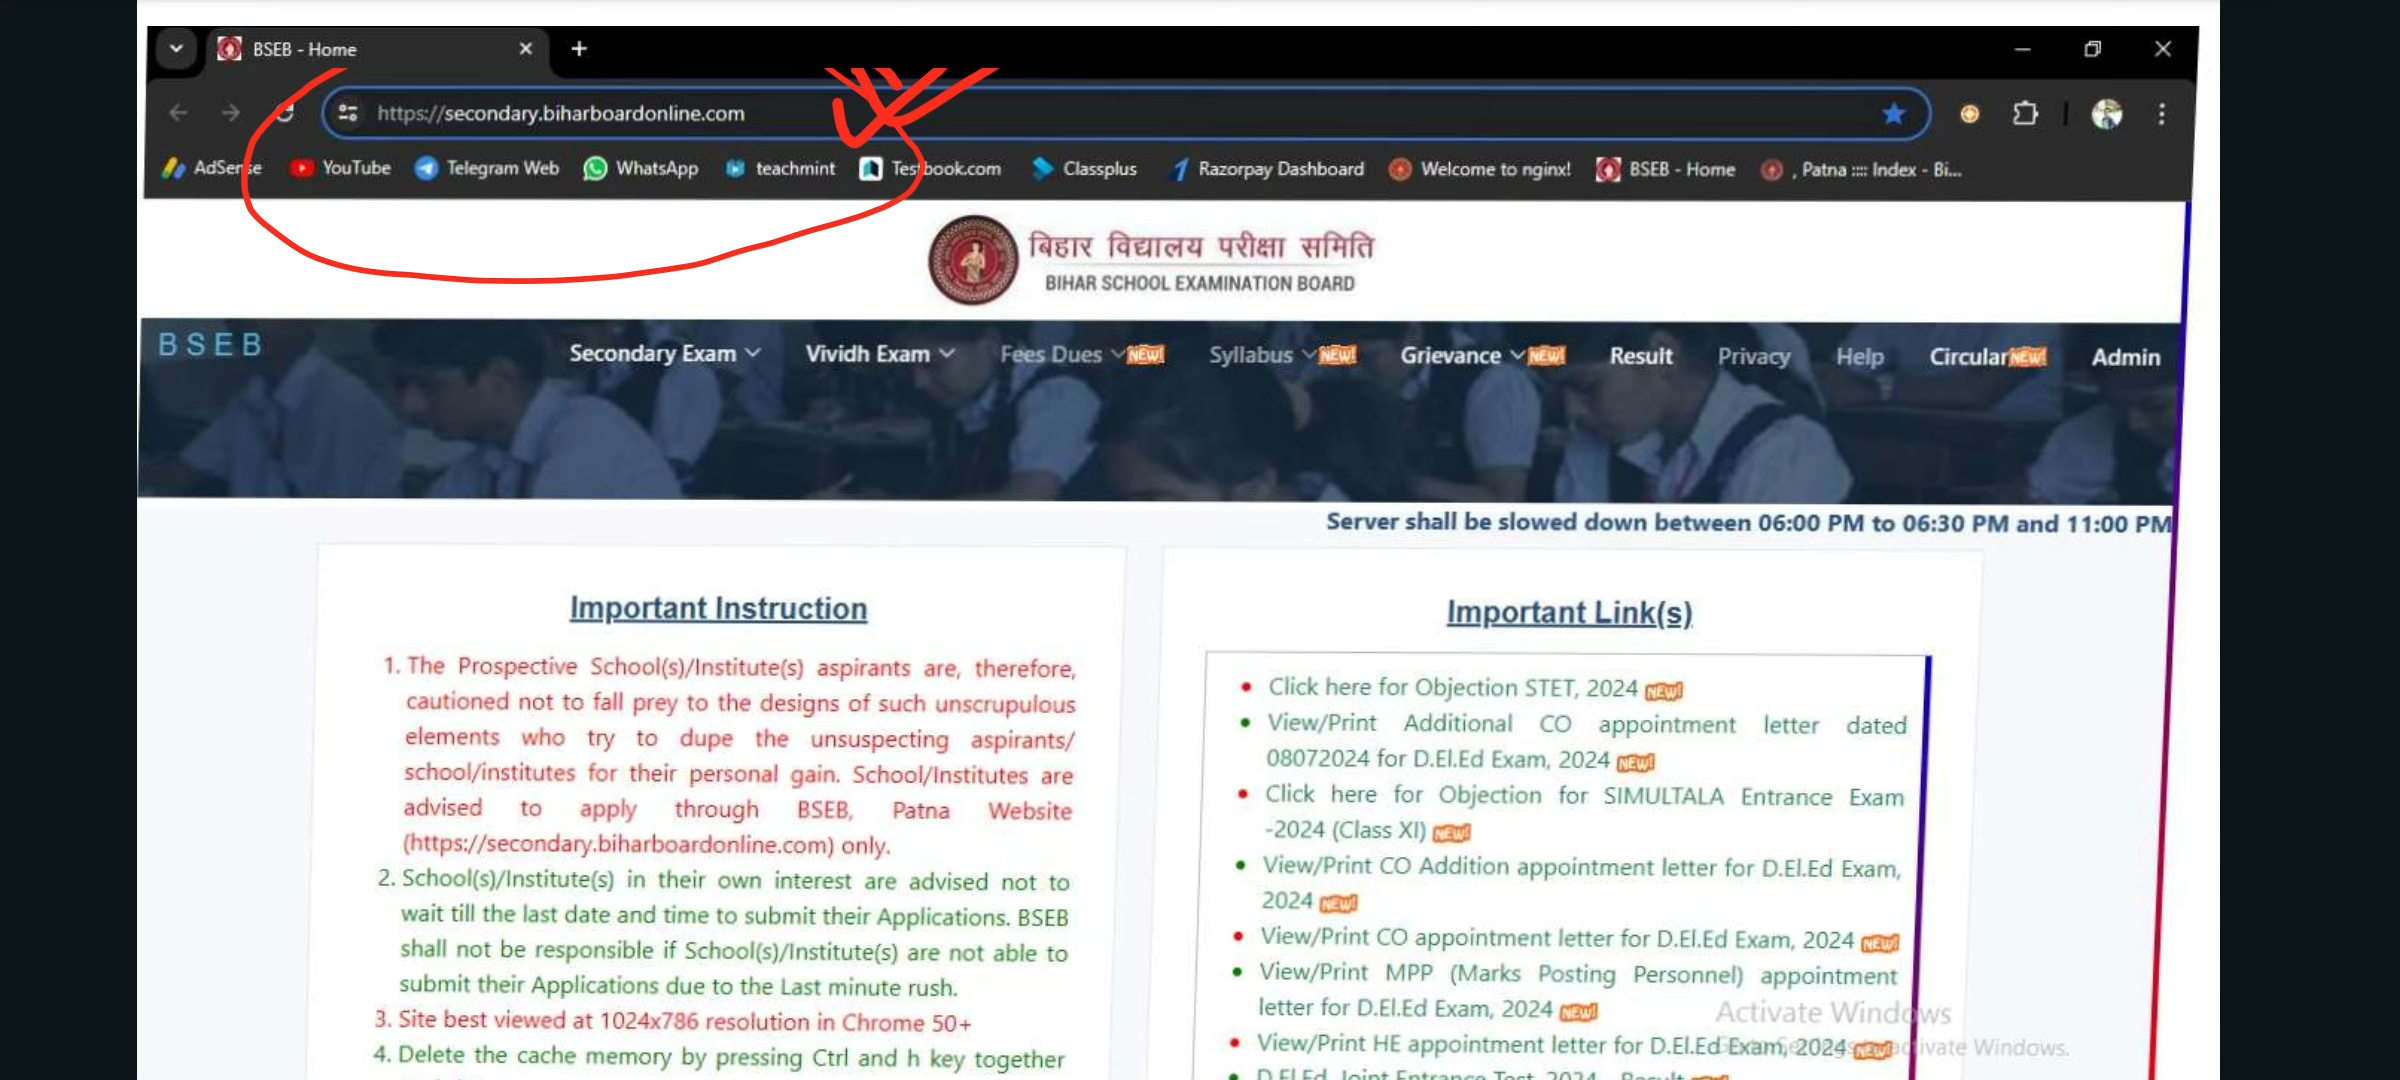 BSEB - Home
https://secondary.biharboardonline.com
AdSense YouTube Telegram Web WhatsApp teachmint Testbook.com Classplus Razorpay Dashboard Welcome to nginx! BSEB - Home , Patna :::: Index - Bi...
बिहार विद्यालय परीक्षा समिति
BIHAR SCHOOL EXAMINATION BOARD
BSEB
Secondary Exam Vividh Exam Fees Dues NEW! Syllabus NEW! Grievance NEW! Result Privacy Help Circular NEW! Admin
Server shall be slowed down between 06:00 PM to 06:30 PM and 11:00 PM
Important Instruction
1. The Prospective School(s)/Institute(s) aspirants are, therefore,
cautioned not to fall prey to the designs of such unscrupulous
elements who try to dupe the unsuspecting aspirants/
school/institutes for their personal gain. School/Institutes are
advised to apply through BSEB, Patna Website
(https://secondary.biharboardonline.com) only.
2. School(s)/Institute(s) in their own interest are advised not to
wait till the last date and time to submit their Applications. BSEB
shall not be responsible if School(s)/Institute(s) are not able to
submit their Applications due to the Last minute rush.
3. Site best viewed at 1024x786 resolution in Chrome 50+
4. Delete the cache memory by pressing Ctrl and h key together
Important Link(s)
Click here for Objection STET, 2024 NEW!
View/Print Additional CO appointment letter dated
08072024 for D.El.Ed Exam, 2024 NEW!
Click here for Objection for SIMULTALA Entrance Exam
-2024 (Class XI) NEW!
View/Print CO Addition appointment letter for D.El.Ed Exam,
2024 NEW!
View/Print CO appointment letter for D.El.Ed Exam, 2024 NEW!
View/Print MPP (Marks Posting Personnel) appointment
letter for D.El.Ed Exam, 2024 NEW!
View/Print HE appointment letter for D.El.Ed Exam, 2024 NEW!
D.El.Ed. Joint Entrance Test, 2024 - Result
Activate Windows
Go to Settings to activate Windows.